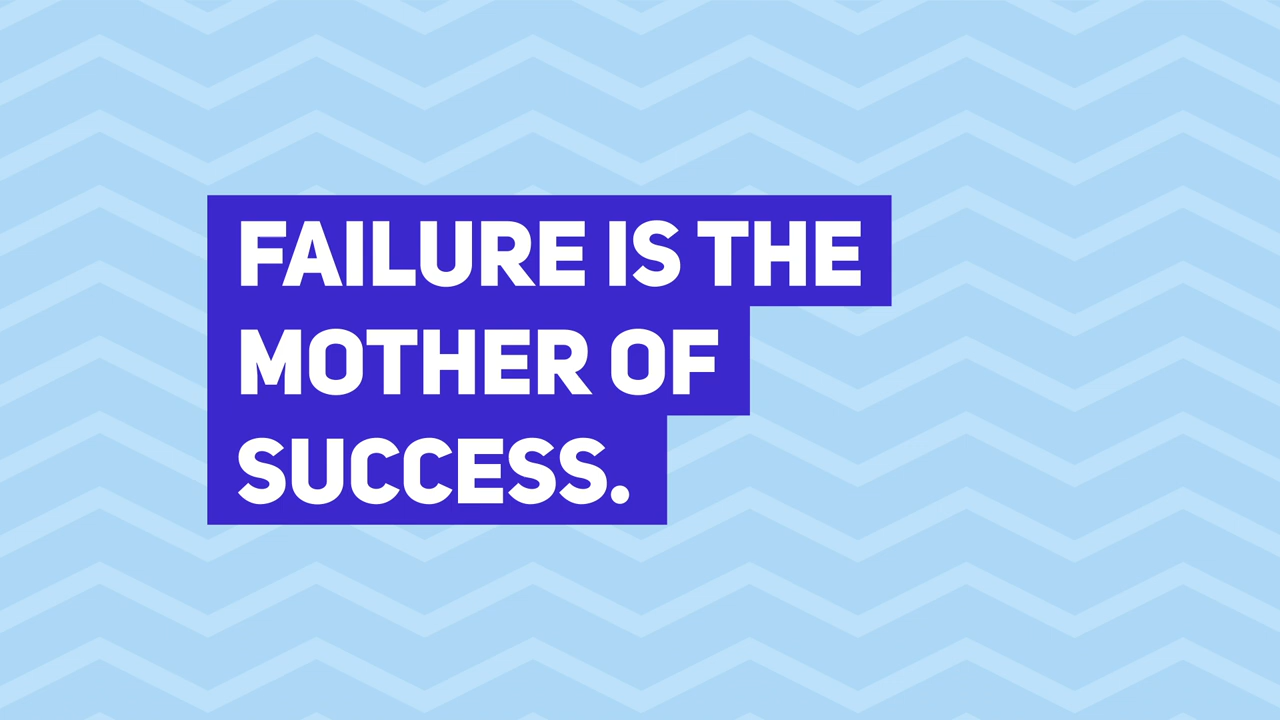 FAILURE IS THE
MOTHER OF
SUCCESS.